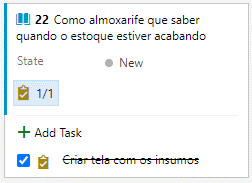 22 Como almoxarife que saber
quando o estoque estiver acabando
State New
1/1
+ Add Task
Criar tela com os insumos